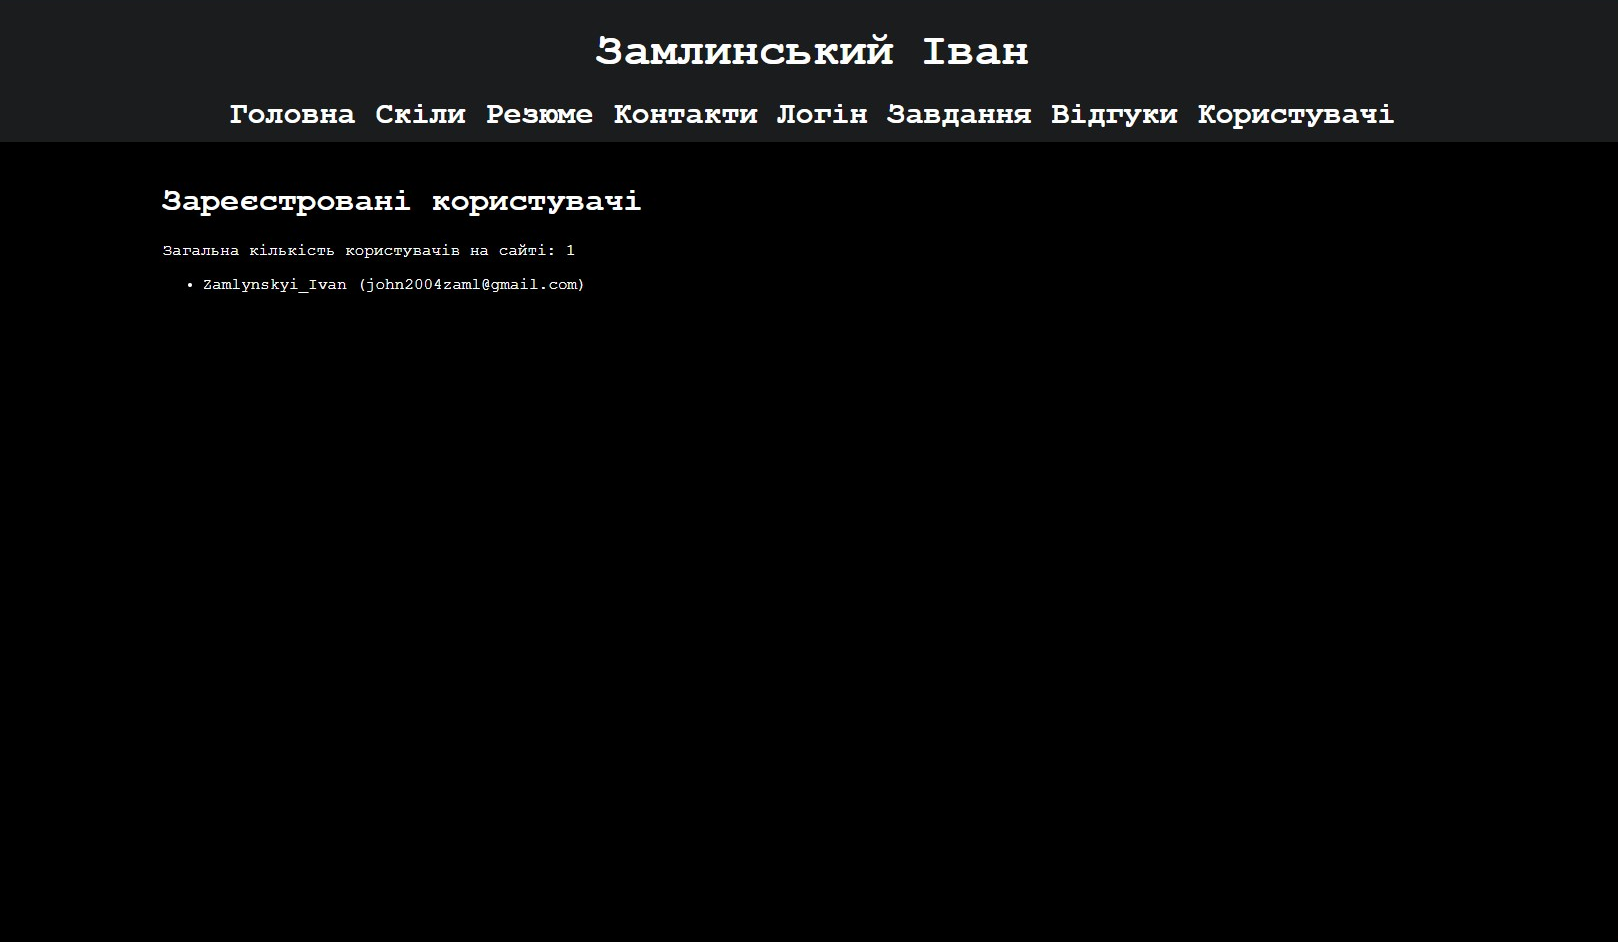 Замлинський Іван
Головна Скіли Резюме Контакти Логін Завдання Відгуки Користувачі
Зареєстровані користувачі
Загальна кількість користувачів на сайті: 1
• Zamlynskyi_Ivan (john2004zaml@gmail.com)